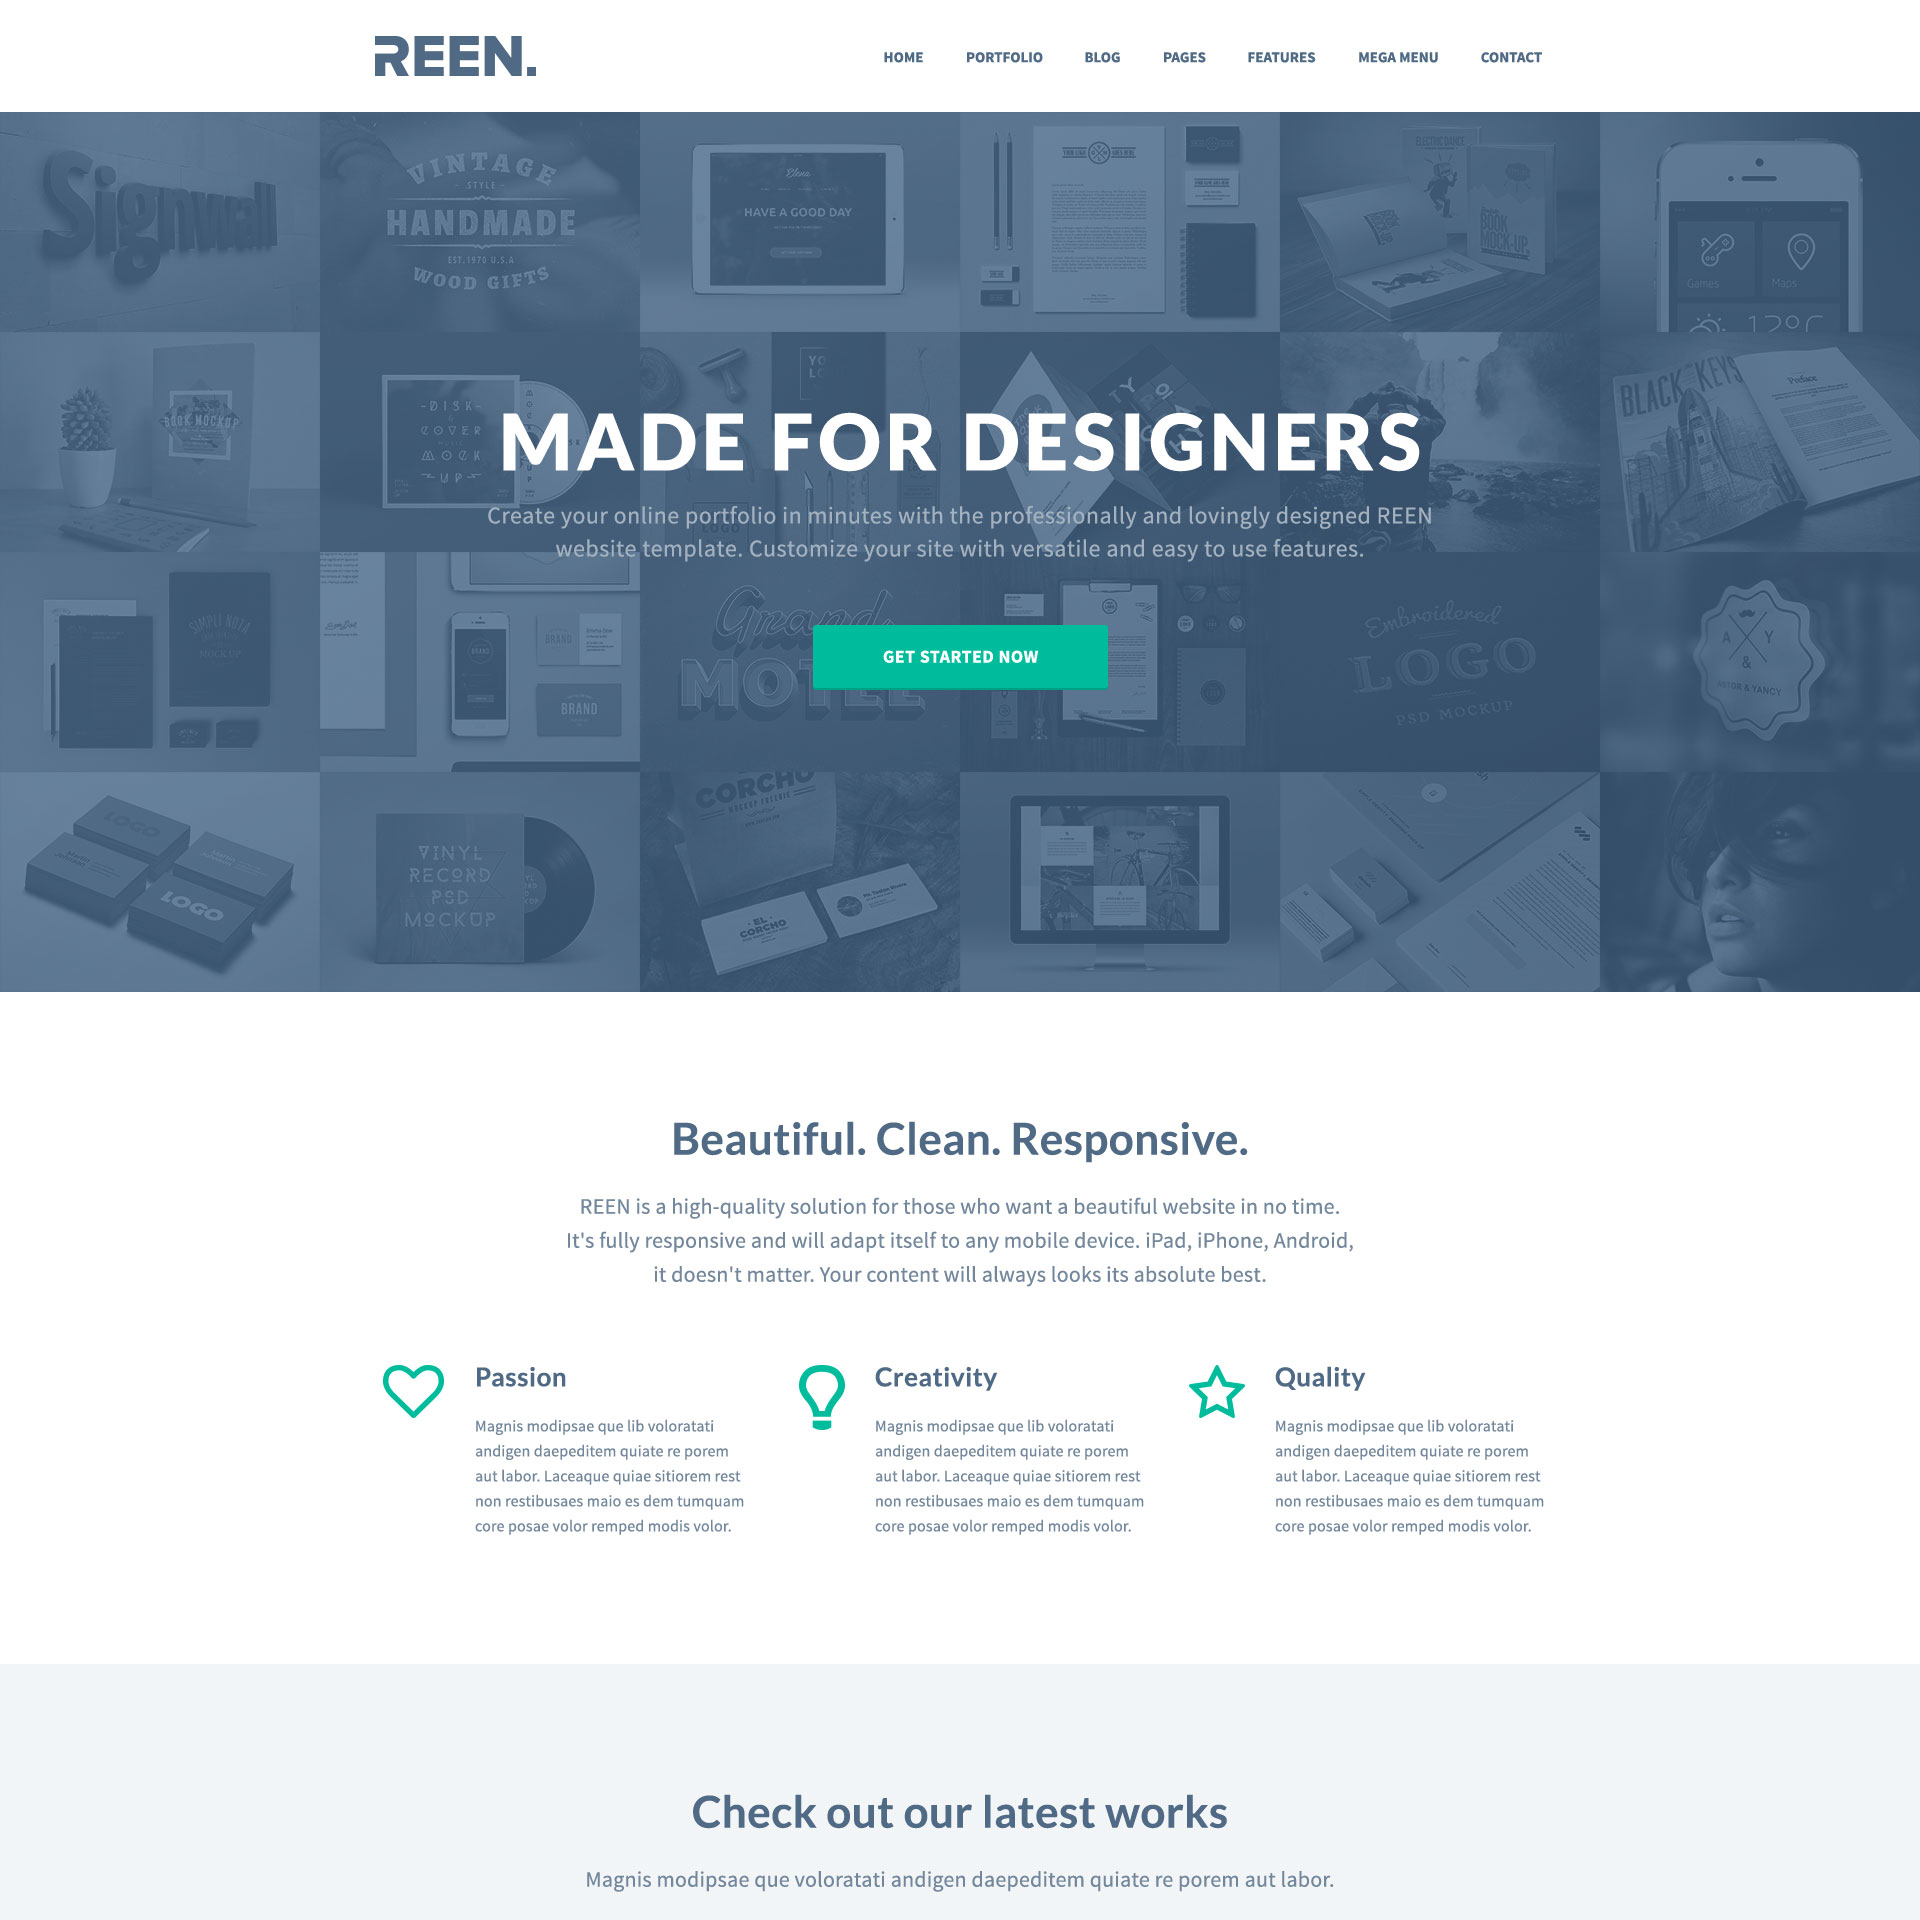 REEN.
HOME PORTFOLIO BLOG PAGES FEATURES MEGA MENU CONTACT
Signwall
VINTAGE
- STYLE -
HANDMADE
EST.1970 U.S.A
WOOD GIFTS
Elena
HAVE A GOOD DAY
YOUR LOGO GOES HERE
ELECTRIC DANCE
BOOK
MOCK-UP
Games
Maps
12°C
BOOK MOCKUP
-DISK-
COVER
MUSIC
MOCK
-UP-
BLACK KEYS
Preface
MADE FOR DESIGNERS
Create your online portfolio in minutes with the professionally and lovingly designed REEN
website template. Customize your site with versatile and easy to use features.
SIMPLI NOTA
MOCK UP
BRAND
BRAND
Grand
MOTEL
GET STARTED NOW
Embroidered
LOGO
PSD MOCKUP
A Y
&
ASTOR & YANCY
LOGO
LOGO
VINYL
RECORD
PSD
MOCKUP
CORCHO
MOCKUP FREEBIE
· EL ·
CORCHO
Beautiful. Clean. Responsive.
REEN is a high-quality solution for those who want a beautiful website in no time.
It's fully responsive and will adapt itself to any mobile device. iPad, iPhone, Android,
it doesn't matter. Your content will always looks its absolute best.
Passion
Magnis modipsae que lib voloratati
andigen daepeditem quiate re porem
aut labor. Laceaque quiae sitiorem rest
non restibusaes maio es dem tumquam
core posae volor remped modis volor.
Creativity
Magnis modipsae que lib voloratati
andigen daepeditem quiate re porem
aut labor. Laceaque quiae sitiorem rest
non restibusaes maio es dem tumquam
core posae volor remped modis volor.
Quality
Magnis modipsae que lib voloratati
andigen daepeditem quiate re porem
aut labor. Laceaque quiae sitiorem rest
non restibusaes maio es dem tumquam
core posae volor remped modis volor.
Check out our latest works
Magnis modipsae que voloratati andigen daepeditem quiate re porem aut labor.